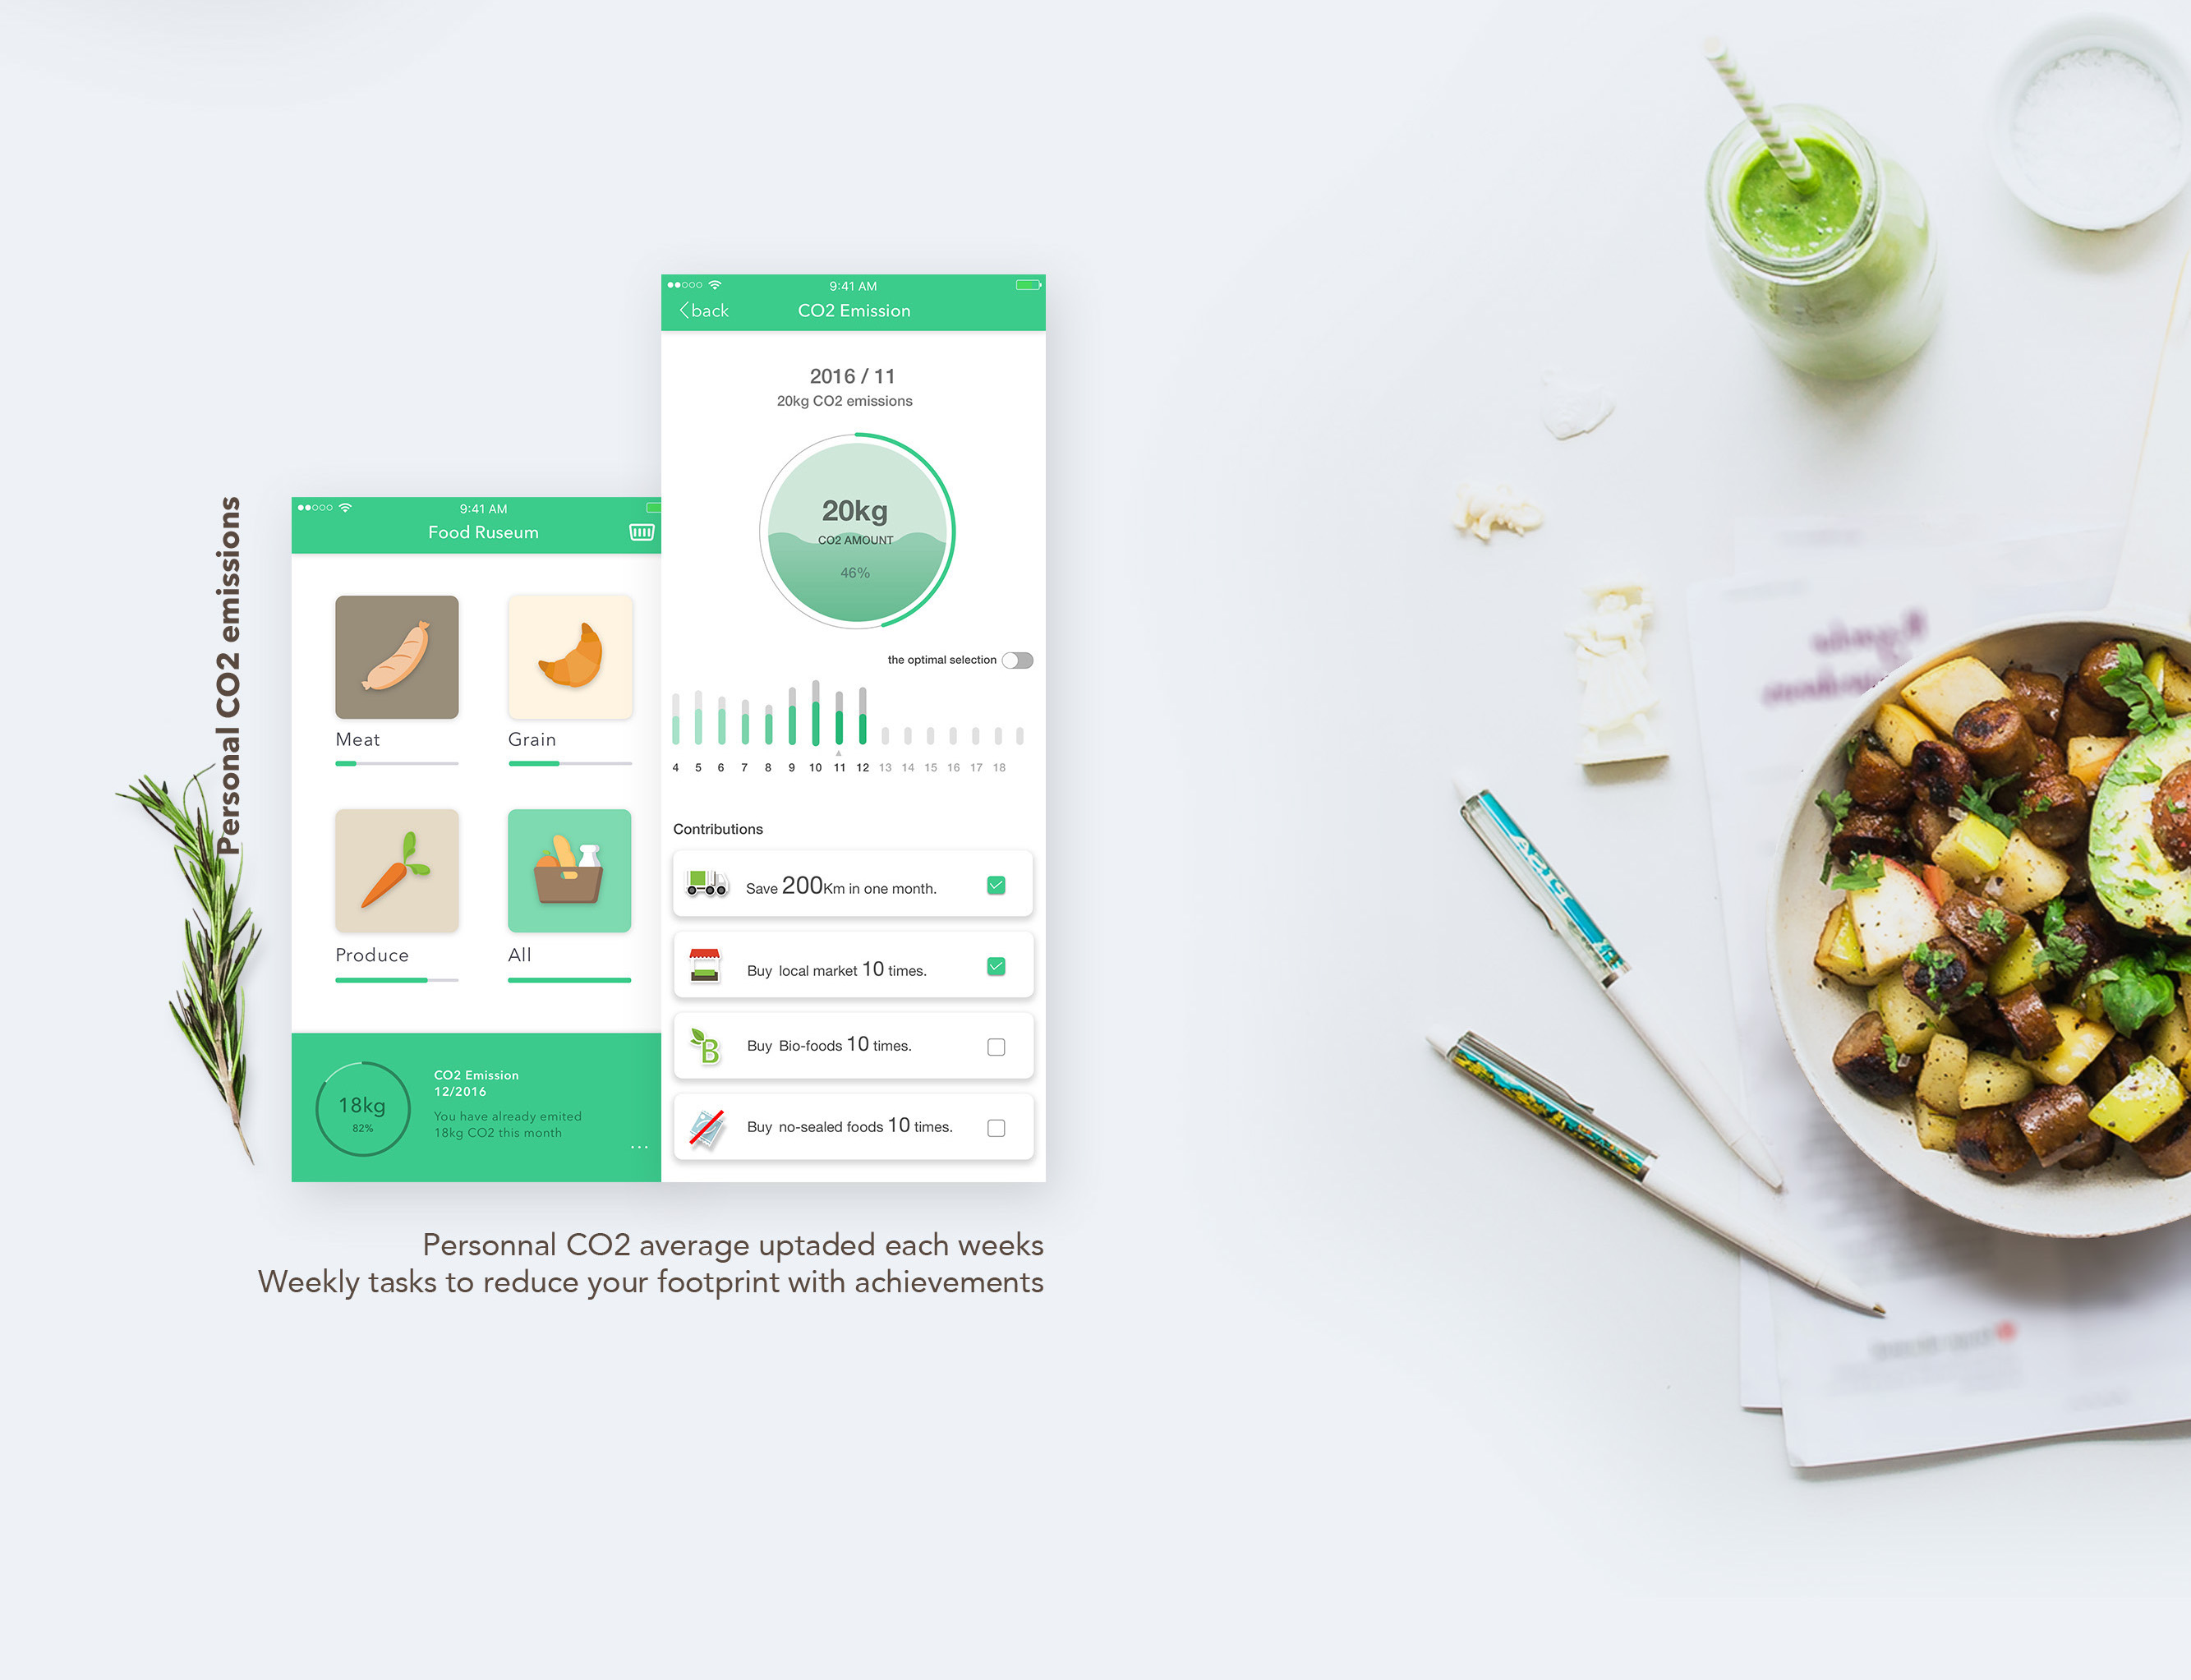 Personal CO2 emissions
9:41 AM
Food Ruseum
Meat
Grain
Produce
All
18kg
82%
CO2 Emission
12/2016
You have already emited
18kg CO2 this month
...
9:41 AM
back
CO2 Emission
2016 / 11
20kg CO2 emissions
20kg
CO2 AMOUNT
46%
the optimal selection
4 5 6 7 8 9 10 11 12 13 14 15 16 17 18
Contributions
Save 200Km in one month.
Buy local market 10 times.
B
Buy Bio-foods 10 times.
Buy no-sealed foods 10 times.
Personnal CO2 average uptaded each weeks
Weekly tasks to reduce your footprint with achievements